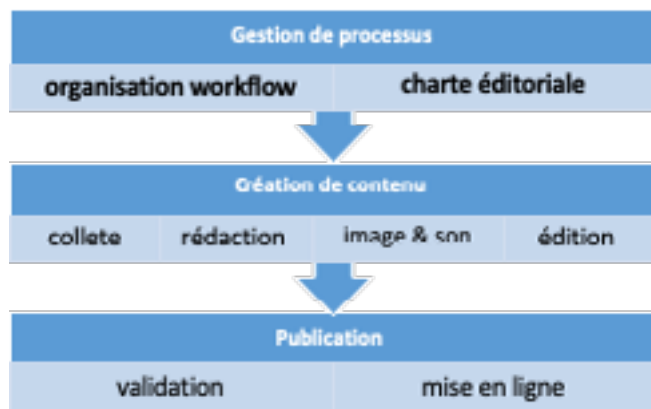 Gestion de processus
organisation workflow charte éditoriale
Création de contenu
collete rédaction image & son édition
Publication
validation mise en ligne